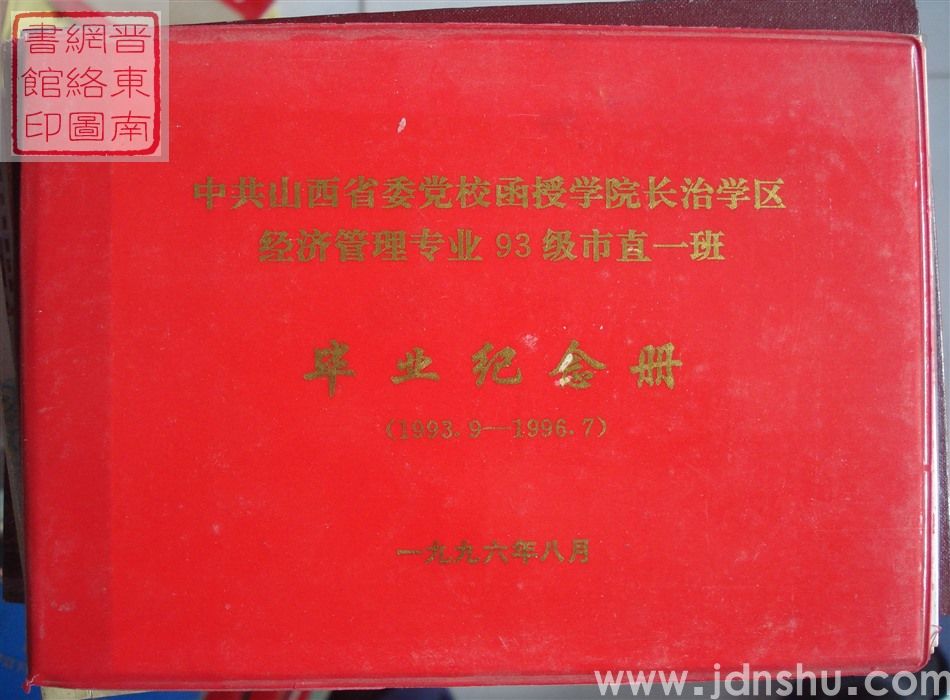 晋東南
網絡圖
書館印
中共山西省委党校函授学院长治学区
经济管理专业93级市直一班
毕业纪念册
(1993.9—1996.7)
一九九六年八月
www.jdnshu.com